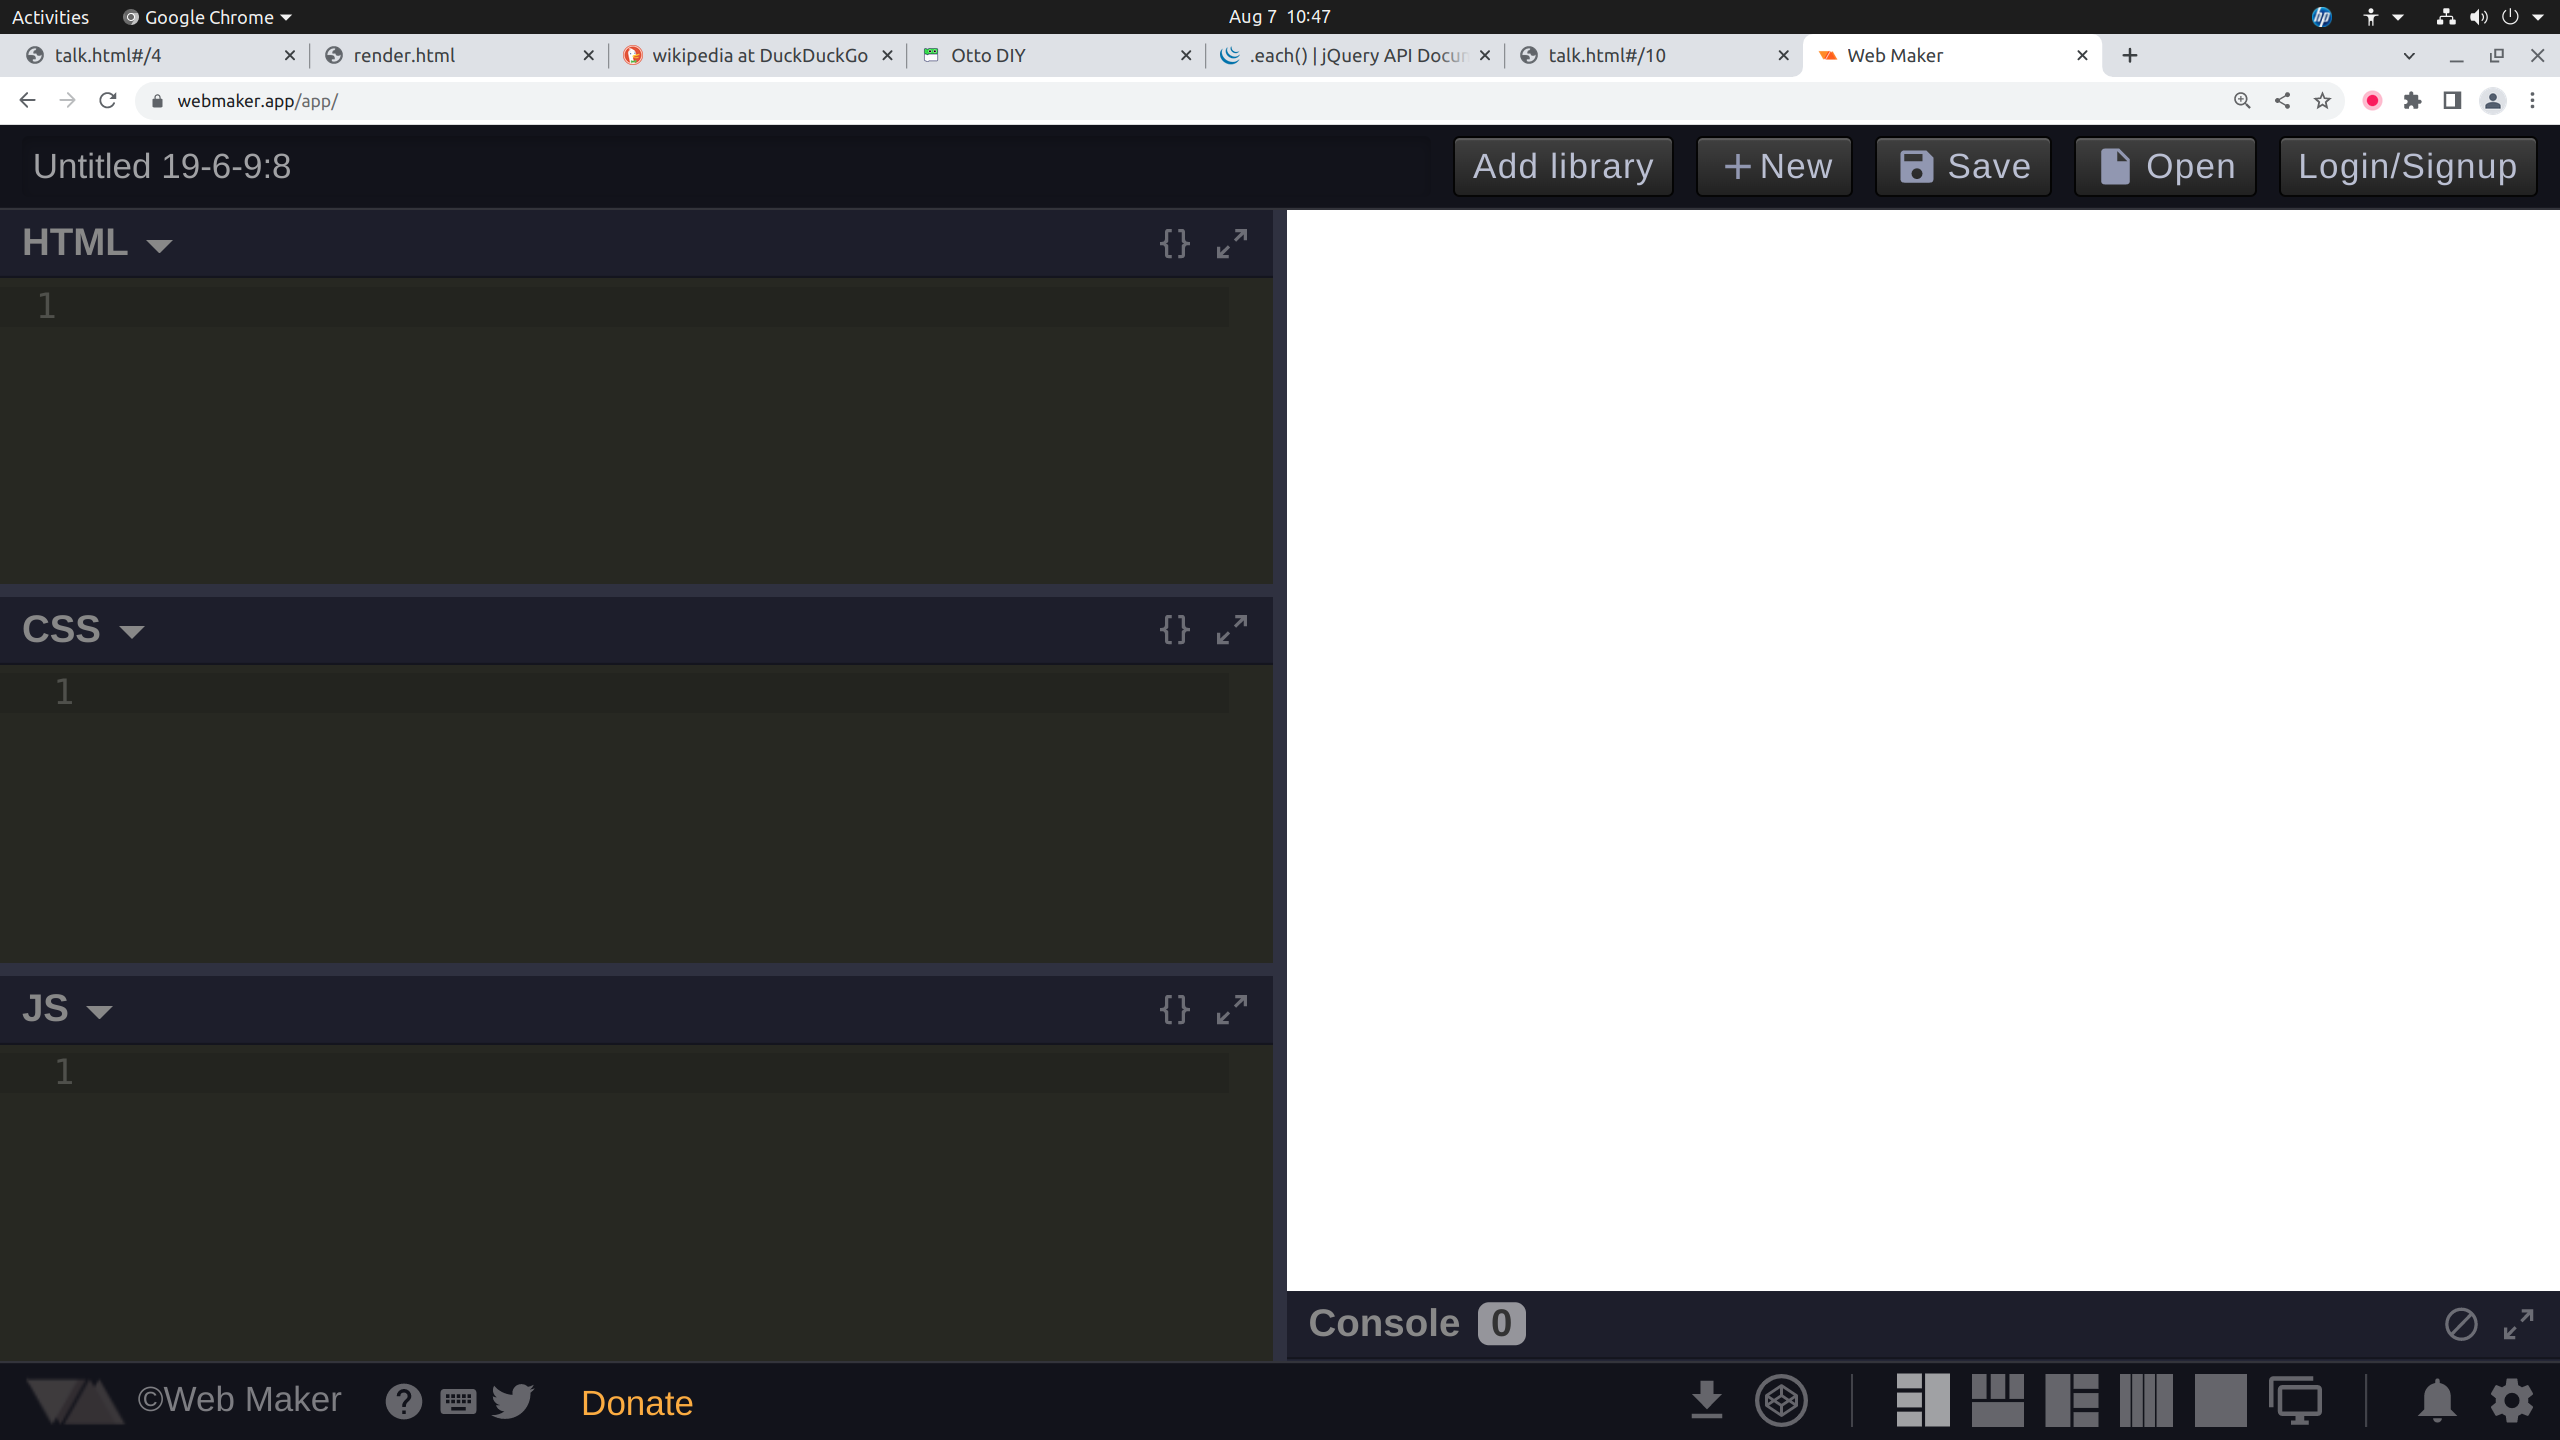 Activities Google Chrome Aug 7 10:47
talk.html#/4 render.html wikipedia at DuckDuckGo Otto DIY .each() | jQuery API Docu talk.html#/10 Web Maker
webmaker.app/app/
Untitled 19-6-9:8 Add library New Save Open Login/Signup
HTML {}
1
CSS {}
1
JS {}
1
Console 0
©Web Maker Donate